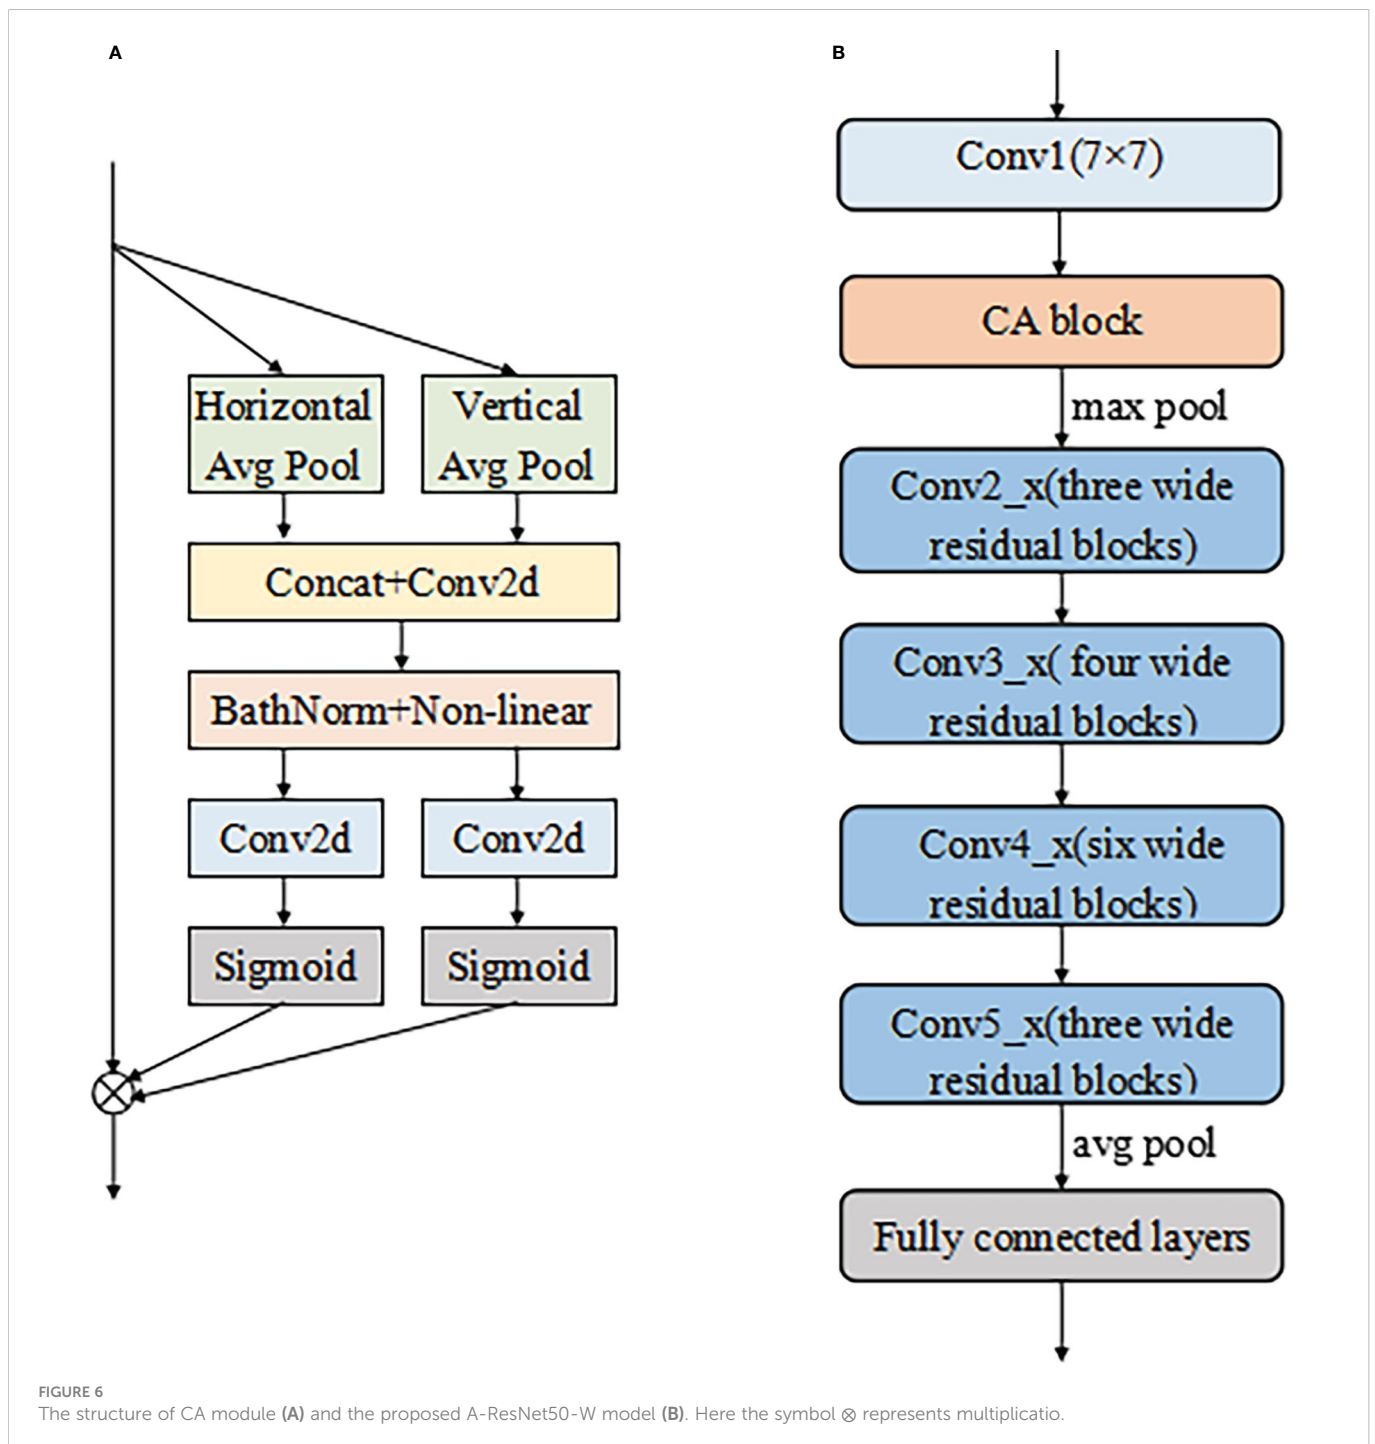 A
Horizontal
Avg Pool
Vertical
Avg Pool
Concat+Conv2d
BathNorm+Non-linear
Conv2d
Conv2d
Sigmoid
Sigmoid
B
Conv1(7×7)
CA block
max pool
Conv2_x(three wide
residual blocks)
Conv3_x( four wide
residual blocks)
Conv4_x(six wide
residual blocks)
Conv5_x(three wide
residual blocks)
avg pool
Fully connected layers
FIGURE 6
The structure of CA module (A) and the proposed A-ResNet50-W model (B). Here the symbol ⊗ represents multiplicatio.